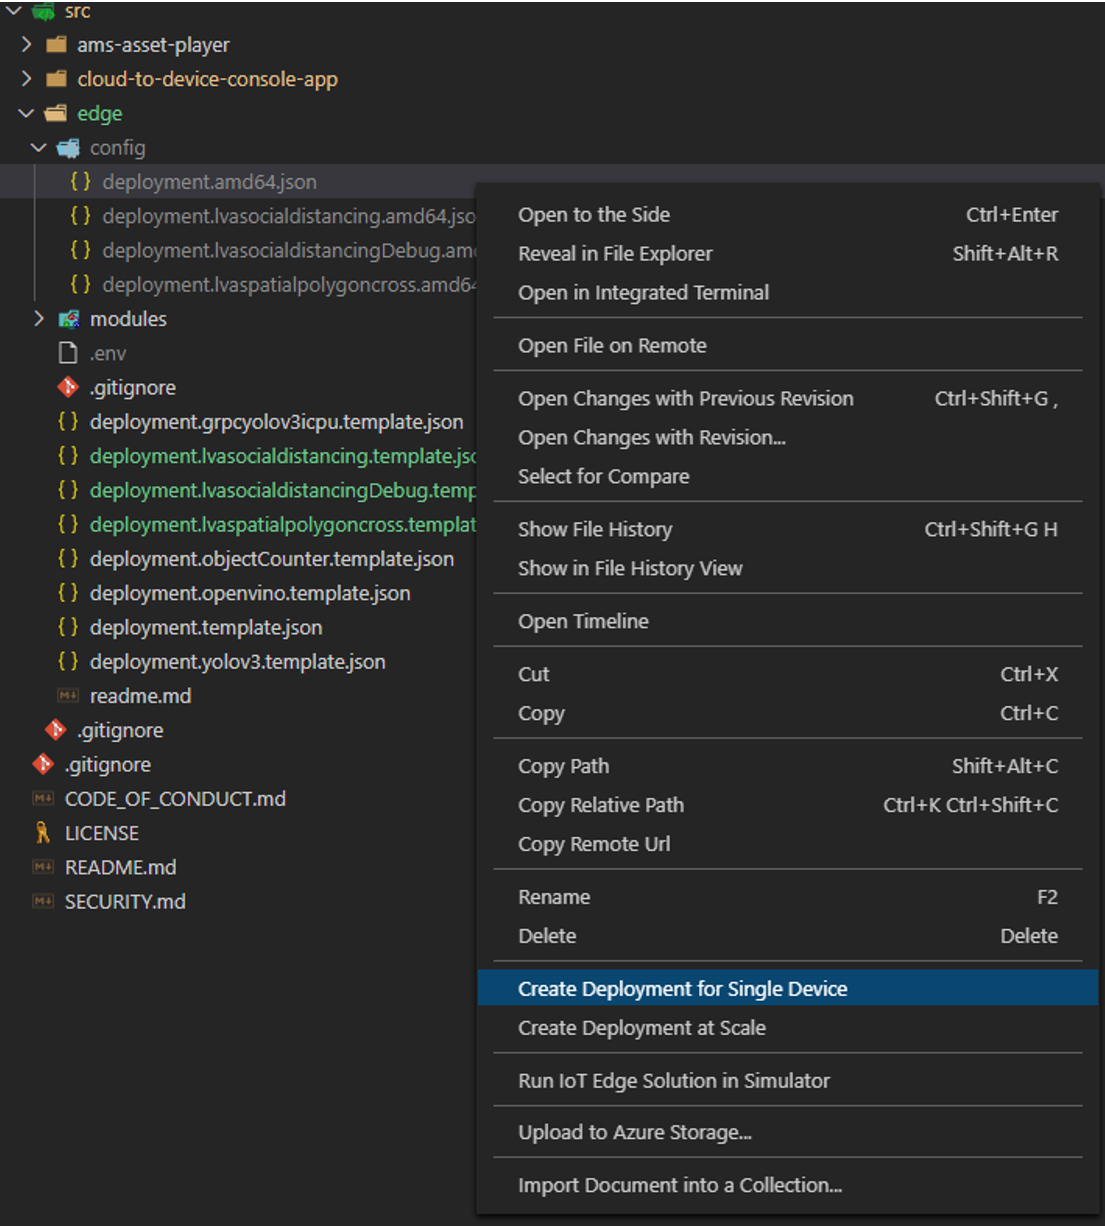 src
ams-asset-player
cloud-to-device-console-app
edge
config
deployment.amd64.json
deployment.lvasocialdistancing.amd64.jso
deployment.lvasocialdistancingDebug.amd
deployment.lvaspatialpolygoncross.amd64
modules
.env
.gitignore
deployment.grpcyolov3icpu.template.json
deployment.lvasocialdistancing.template.jsc
deployment.lvasocialdistancingDebug.temp
deployment.lvaspatialpolygoncross.templat
deployment.objectCounter.template.json
deployment.openvino.template.json
deployment.template.json
deployment.yolov3.template.json
readme.md
.gitignore
.gitignore
CODE_OF_CONDUCT.md
LICENSE
README.md
SECURITY.md
Open to the Side Ctrl+Enter
Reveal in File Explorer Shift+Alt+R
Open in Integrated Terminal
Open File on Remote
Open Changes with Previous Revision Ctrl+Shift+G ,
Open Changes with Revision...
Select for Compare
Show File History Ctrl+Shift+G H
Show in File History View
Open Timeline
Cut Ctrl+X
Copy Ctrl+C
Copy Path Shift+Alt+C
Copy Relative Path Ctrl+K Ctrl+Shift+C
Copy Remote Url
Rename F2
Delete Delete
Create Deployment for Single Device
Create Deployment at Scale
Run IoT Edge Solution in Simulator
Upload to Azure Storage...
Import Document into a Collection...